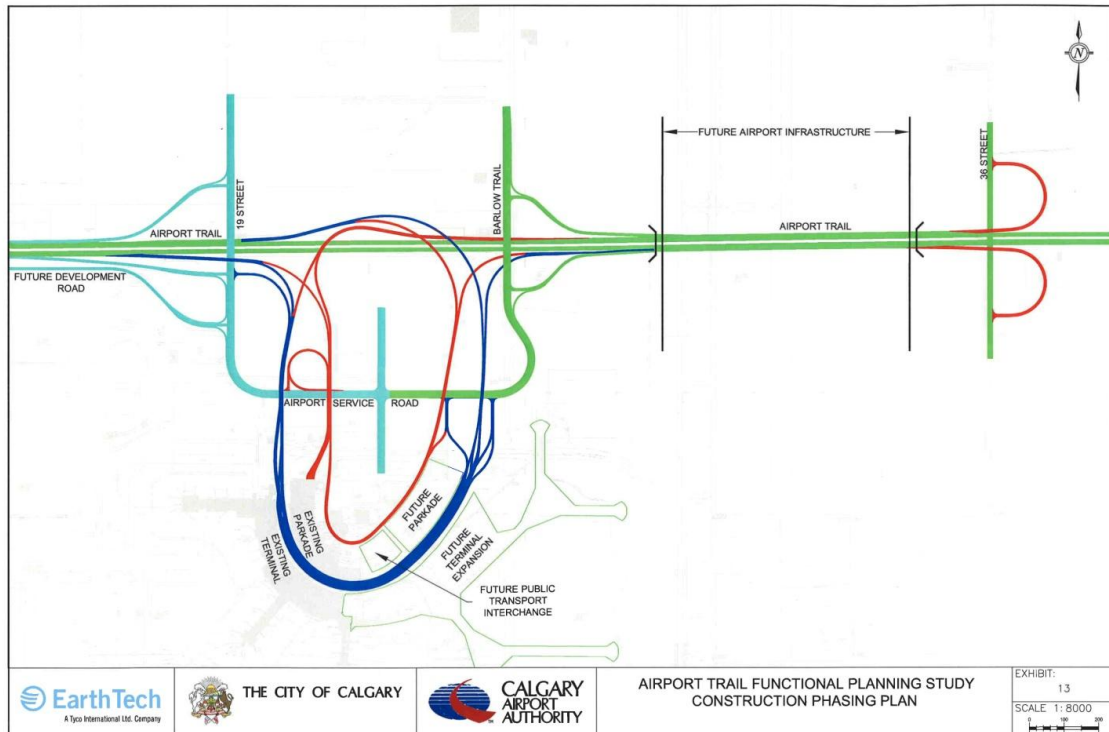 N
19 STREET
BARLOW TRAIL
FUTURE AIRPORT INFRASTRUCTURE
36 STREET
AIRPORT TRAIL
AIRPORT TRAIL
FUTURE DEVELOPMENT
ROAD
AIRPORT SERVICE ROAD
EXISTING
PARKADE
EXISTING
TERMINAL
FUTURE
PARKADE
FUTURE
TERMINAL
EXPANSION
FUTURE PUBLIC
TRANSPORT
INTERCHANGE
EarthTech
A Tyco International Ltd. Company
THE CITY OF CALGARY
CALGARY
AIRPORT
AUTHORITY
AIRPORT TRAIL FUNCTIONAL PLANNING STUDY
CONSTRUCTION PHASING PLAN
EXHIBIT:
13
SCALE 1:8000
0 100 200